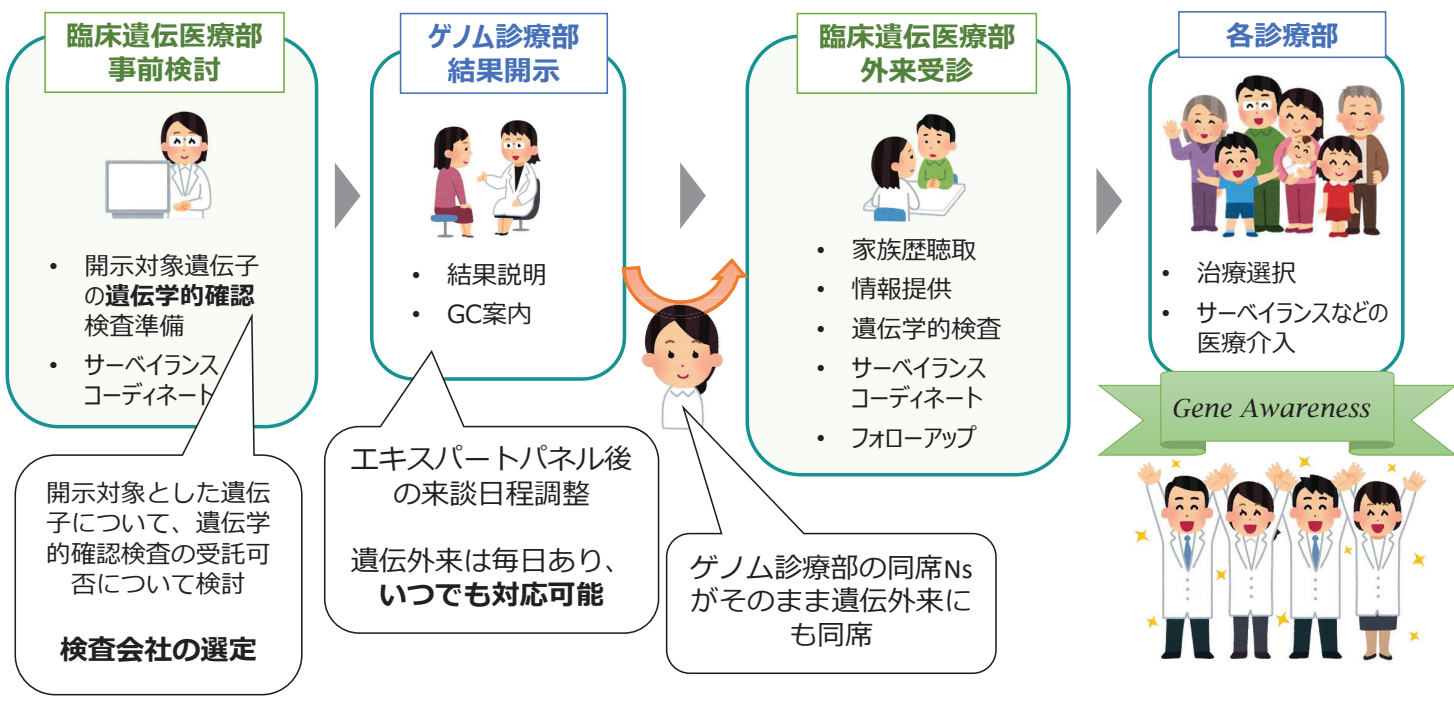 臨床遺伝医療部
事前検討
• 開示対象遺伝子
の遺伝学的確認
検査準備
• サーベイランス
コーディネート
開示対象とした遺伝
子について、遺伝学
的確認検査の受託可
否について検討
検査会社の選定
ゲノム診療部
結果開示
• 結果説明
• GC案内
エキスパートパネル後
の来談日程調整
遺伝外来は毎日あり、
いつでも対応可能
臨床遺伝医療部
外来受診
• 家族歴聴取
• 情報提供
• 遺伝学的検査
• サーベイランス
コーディネート
• フォローアップ
ゲノム診療部の同席Ns
がそのまま遺伝外来に
も同席
各診療部
• 治療選択
• サーベイランスなどの
医療介入
Gene Awareness